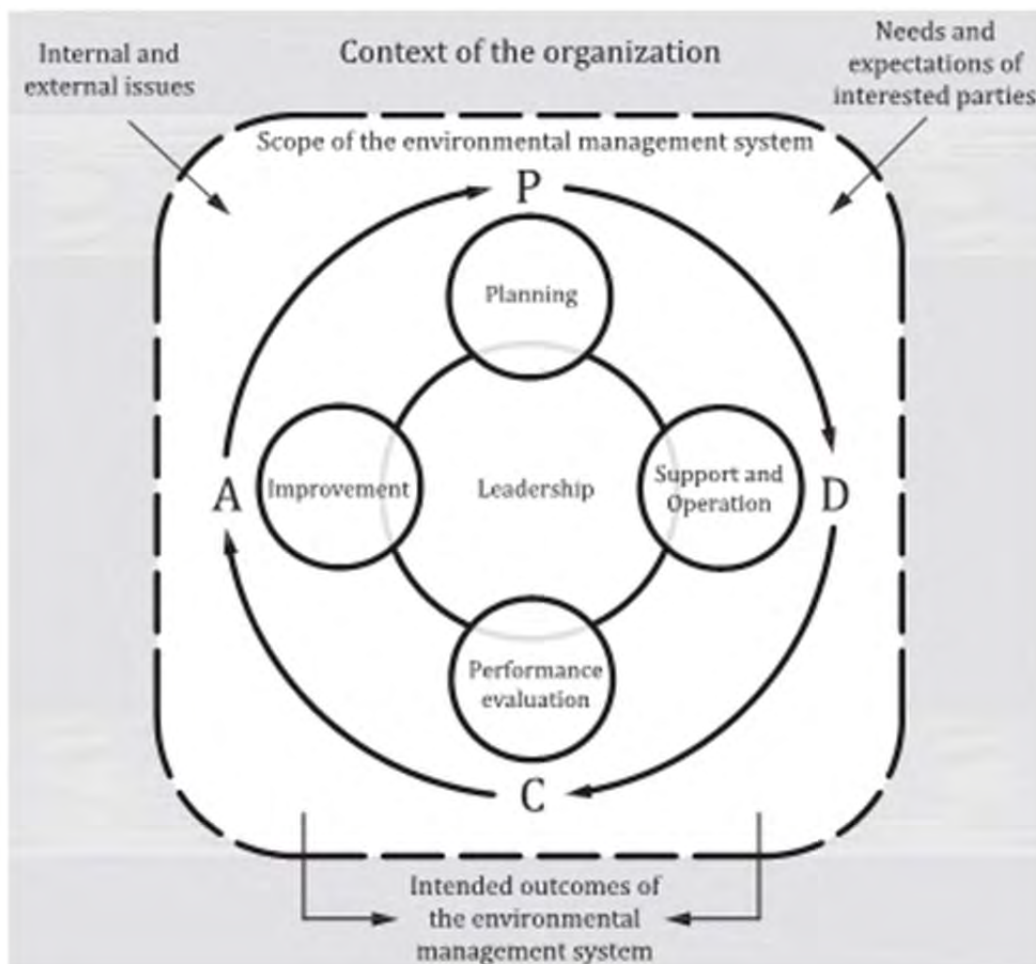 Internal and
external issues
Context of the organization
Needs and
expectations of
interested parties
Scope of the environmental management system
P
Planning
A
Improvement
Leadership
Support and
Operation
D
Performance
evaluation
C
Intended outcomes of
the environmental
management system